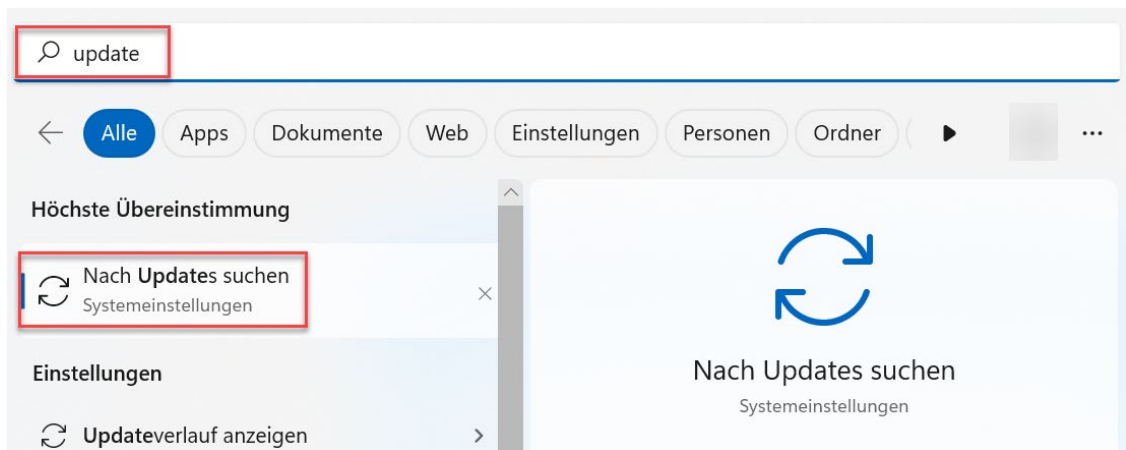 update
Alle Apps Dokumente Web Einstellungen Personen Ordner
Höchste Übereinstimmung
Nach Updates suchen
Systemeinstellungen
Einstellungen
Updateverlauf anzeigen
Nach Updates suchen
Systemeinstellungen